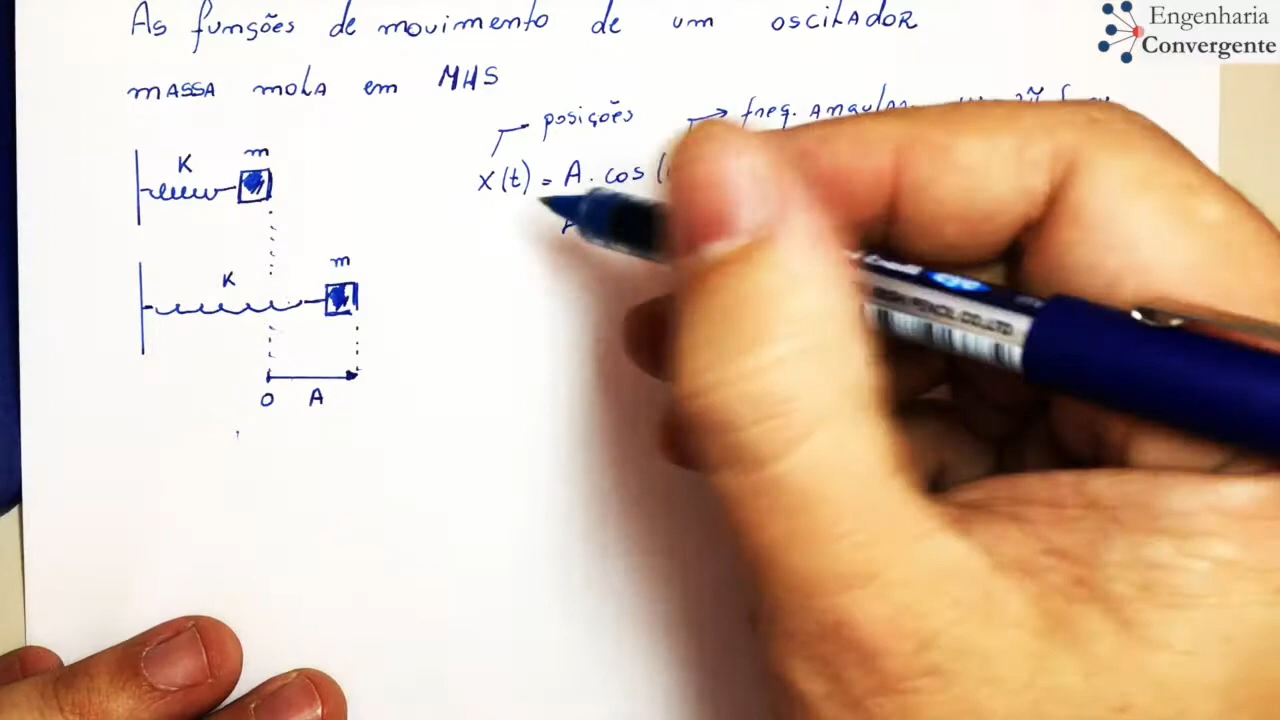 As funções de movimento de um oscilador
massa mola em MHS
Engenharia
Convergente
posições
freq. angular
x(t) = A. cos (
K
m
K
m
0
A